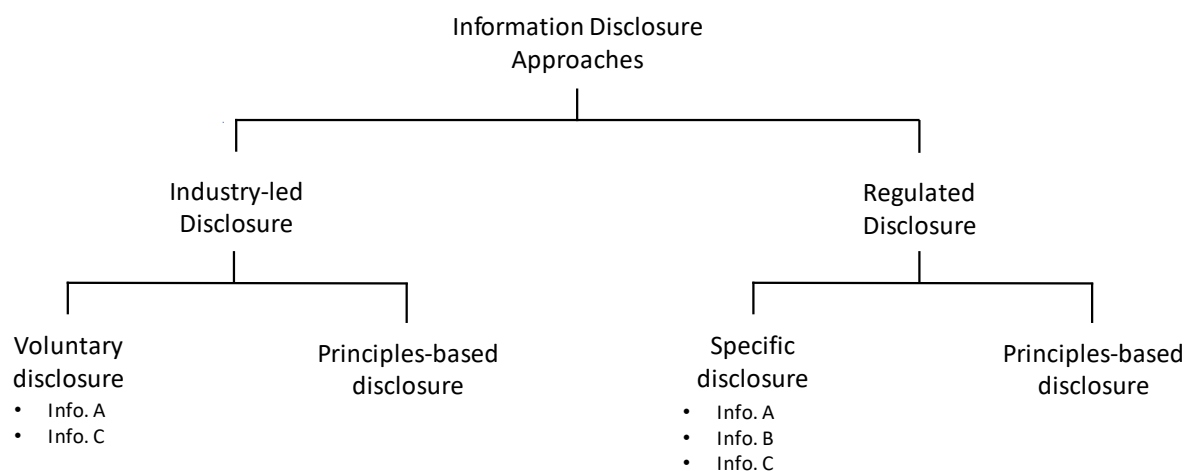 Information Disclosure
Approaches
Industry-led
Disclosure
Regulated
Disclosure
Voluntary
disclosure
• Info. A
• Info. C
Principles-based
disclosure
Specific
disclosure
• Info. A
• Info. B
• Info. C
Principles-based
disclosure